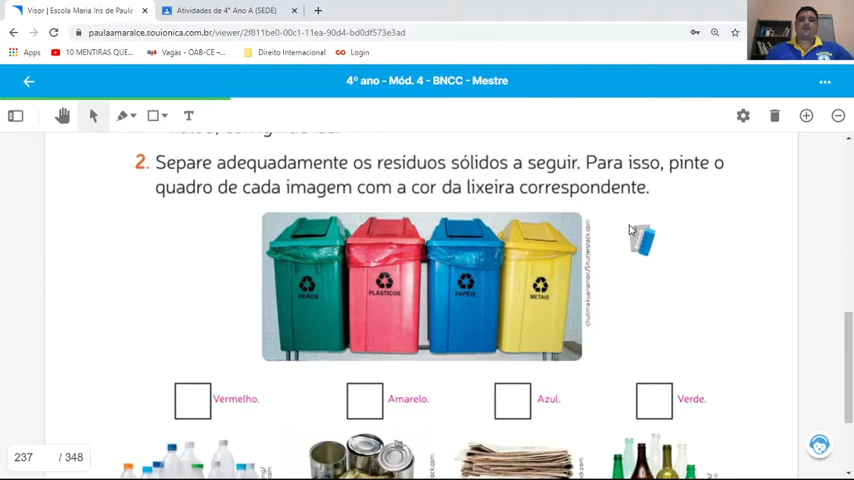 Visor | Escola Maria Iris de Paula
Atividades de 4° Ano A (SEDE)
paulaamaralce.souionica.com.br/viewer/2f811be0-00c1-11ea-90d4-bd0df573e3ad
Apps
10 MENTIRAS QUE...
Vagas - OAB-CE –...
Direito Internacional
Login
4º ano - Mód. 4 - BNCC - Mestre
2. Separe adequadamente os resíduos sólidos a seguir. Para isso, pinte o
quadro de cada imagem com a cor da lixeira correspondente.
VIDROS
PLÁSTICOS
PAPÉIS
METAIS
Vermelho.
Amarelo.
Azul.
Verde.
237 / 348